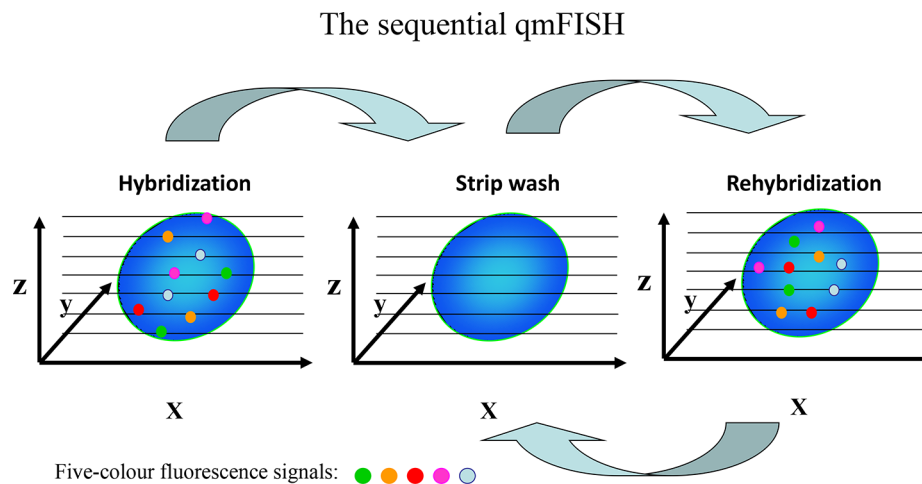 The sequential qmFISH
Hybridization
Strip wash
Rehybridization
Z
y
X
Z
y
X
Z
y
X
Five-colour fluorescence signals: